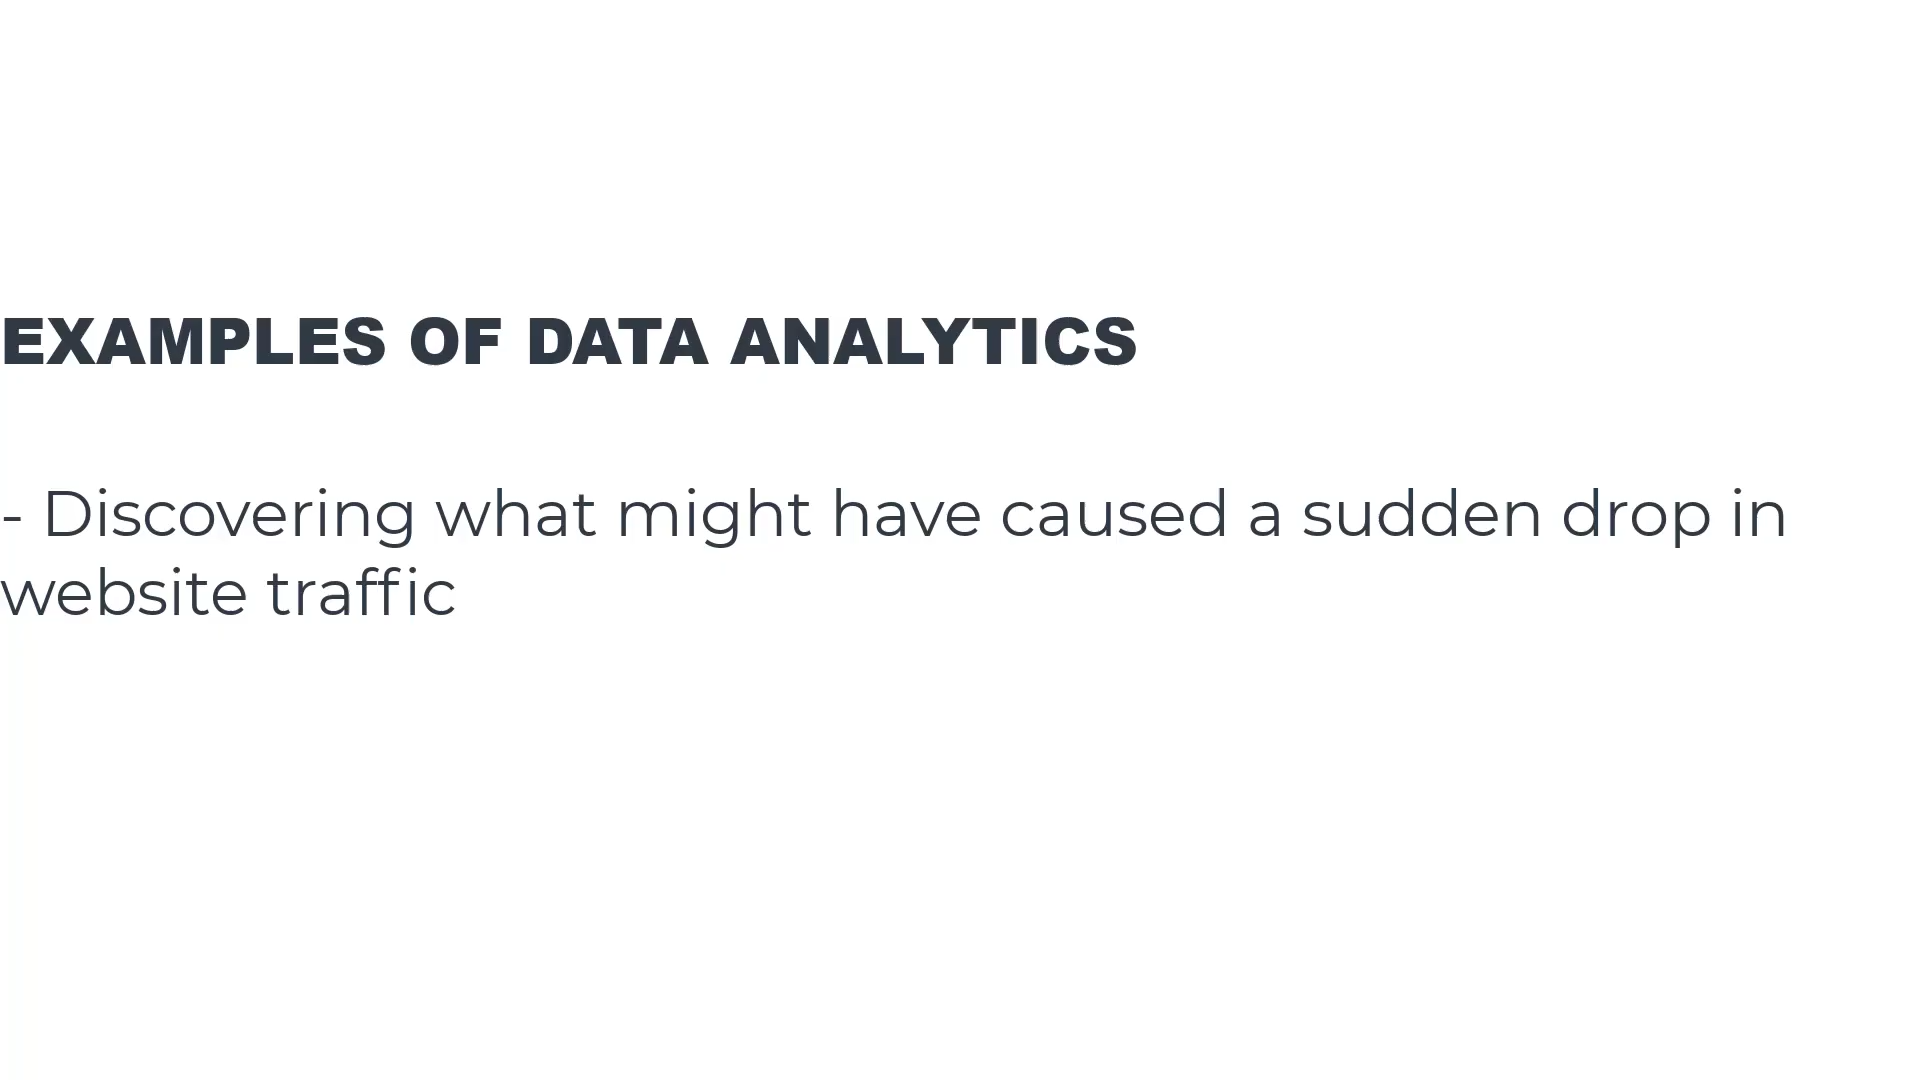 EXAMPLES OF DATA ANALYTICS
- Discovering what might have caused a sudden drop in
website traffic